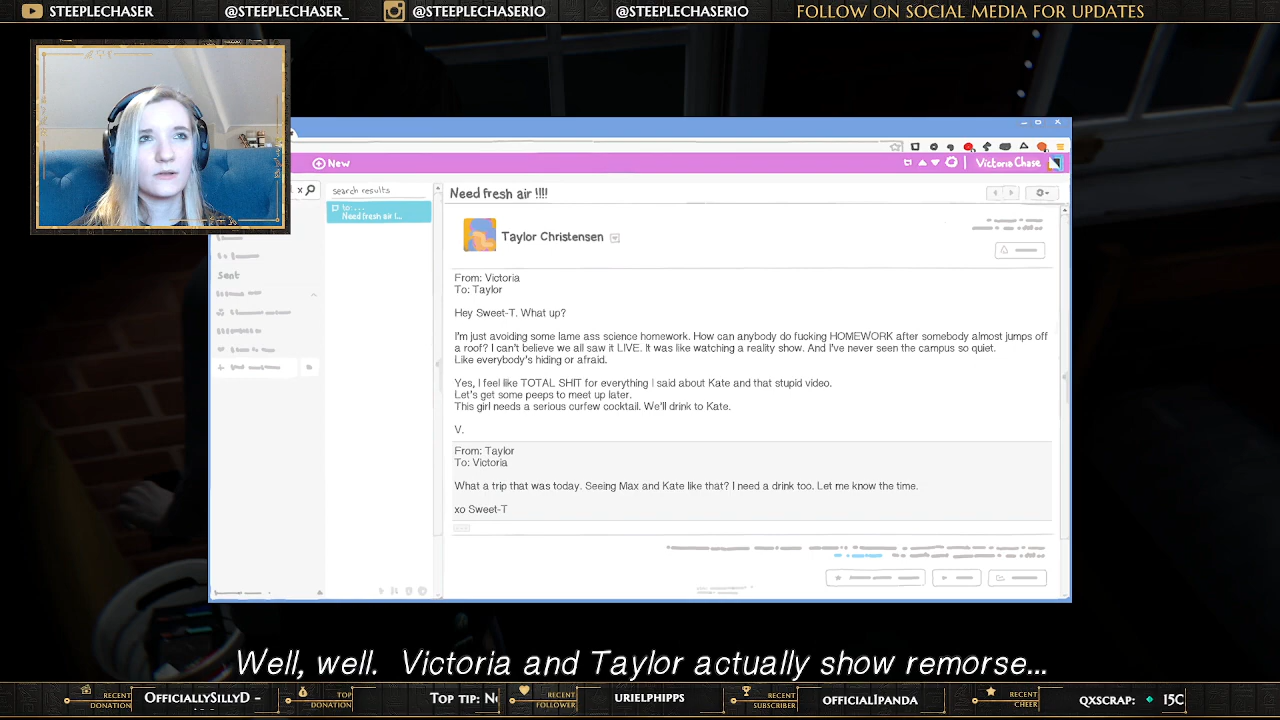 STEEPLECHASER @STEEPLECHASER_ @STEEPLECHASERIO @STEEPLECHASERIO FOLLOW ON SOCIAL MEDIA FOR UPDATES
New
Victoria Chase
x
search results
Need fresh air !!!!
to: ...
Need fresh air !...
Taylor Christensen
Sent
From: Victoria
To: Taylor
Hey Sweet-T. What up?
I'm just avoiding some lame ass science homework. How can anybody do fucking HOMEWORK after somebody almost jumps off
a roof? I can't believe we all saw it LIVE. It was like watching a reality show. And I've never seen the campus so quiet.
Like everybody's hiding or afraid.
Yes, I feel like TOTAL SHIT for everything I said about Kate and that stupid video.
Let's get some peeps to meet up later.
This girl needs a serious curfew cocktail. We'll drink to Kate.
V.
From: Taylor
To: Victoria
What a trip that was today. Seeing Max and Kate like that? I need a drink too. Let me know the time.
xo Sweet-T
Well, well. Victoria and Taylor actually show remorse...
RECENT DONATION OfficiallySillyD -
TOP DONATION Top tip: N
RECENT FOLLOWER urielphipps
RECENT SUBSCRIBER officialipanda
RECENT CHEER qxscrap: 15C